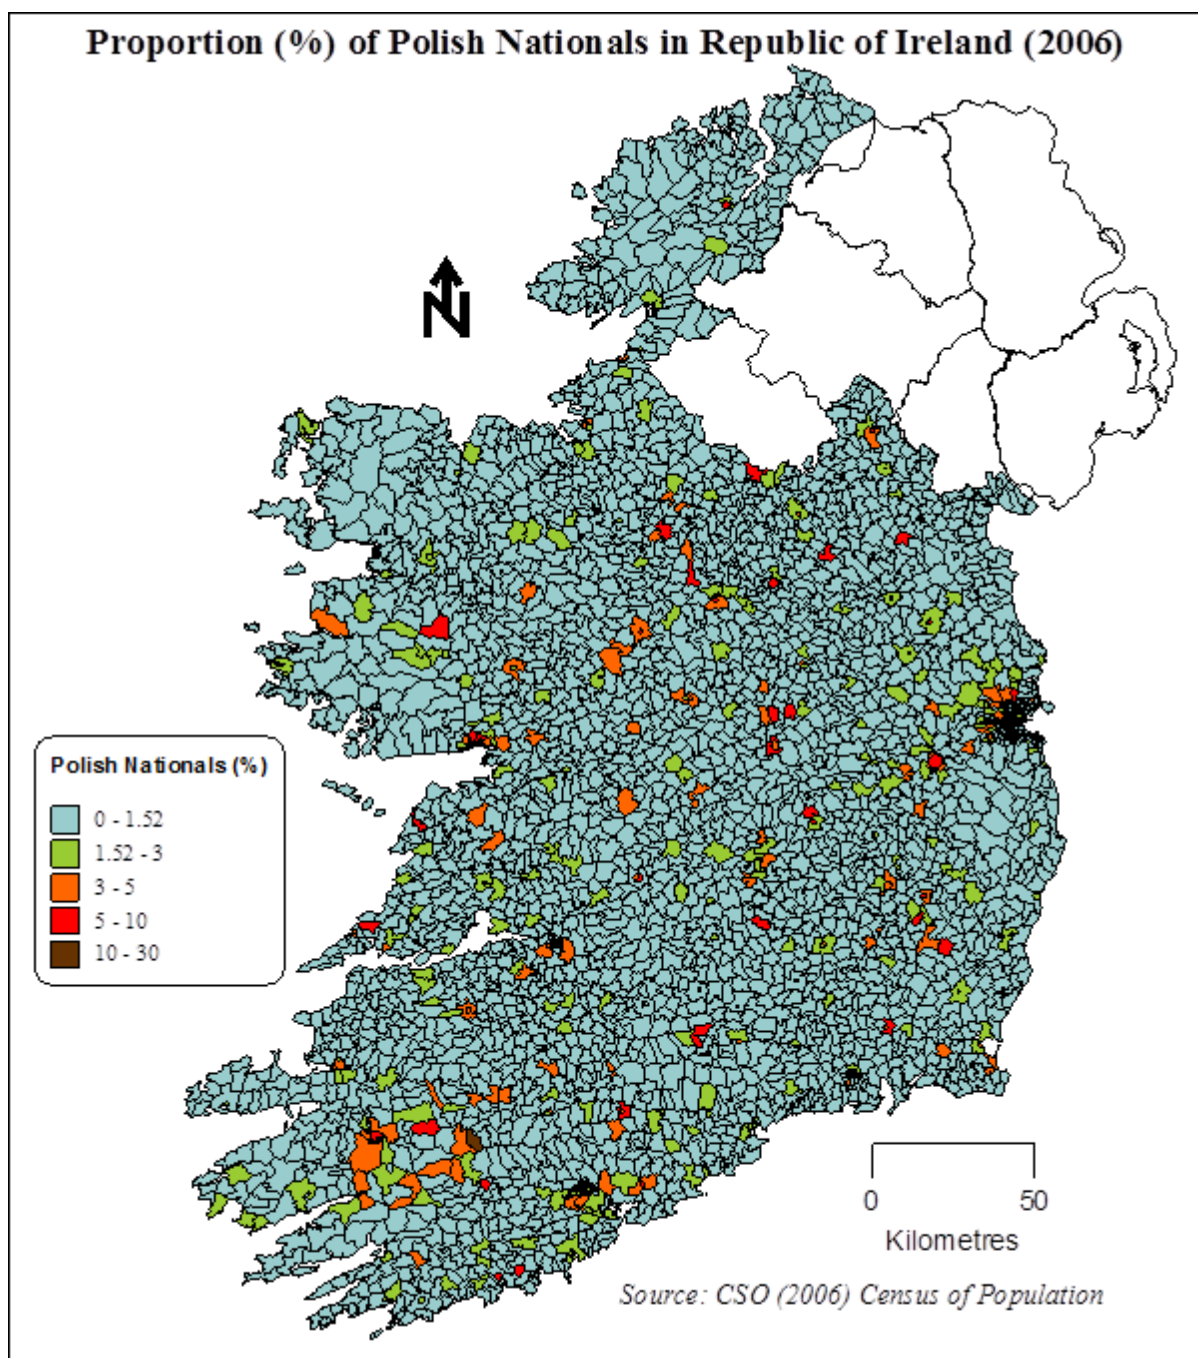 Proportion (%) of Polish Nationals in Republic of Ireland (2006)
N
Polish Nationals (%)
0 - 1.52
1.52 - 3
3 - 5
5 - 10
10 - 30
0 50
Kilometres
Source: CSO (2006) Census of Population